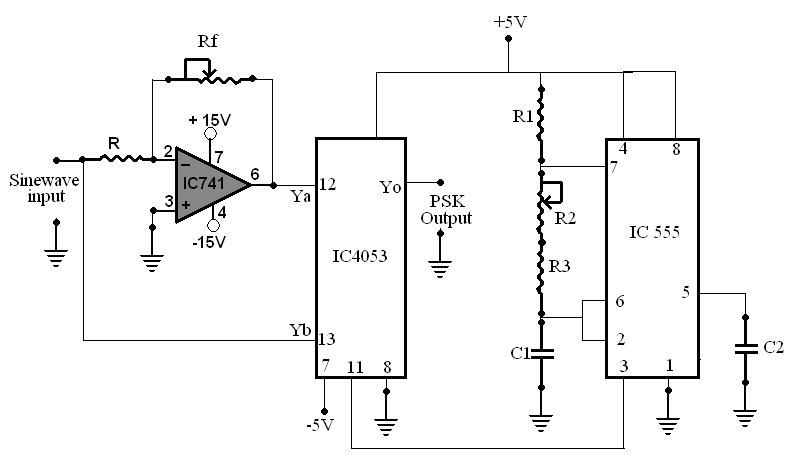 +5V
Rf
R1
+ 15V
R
2
7
4
8
7
−
IC741
6
12
Yo
Sinewave
input
Ya
PSK
Output
3
+
4
-15V
R2
IC 555
IC4053
R3
5
6
Yb
13
2
C1
C2
7
11
8
3
1
-5V